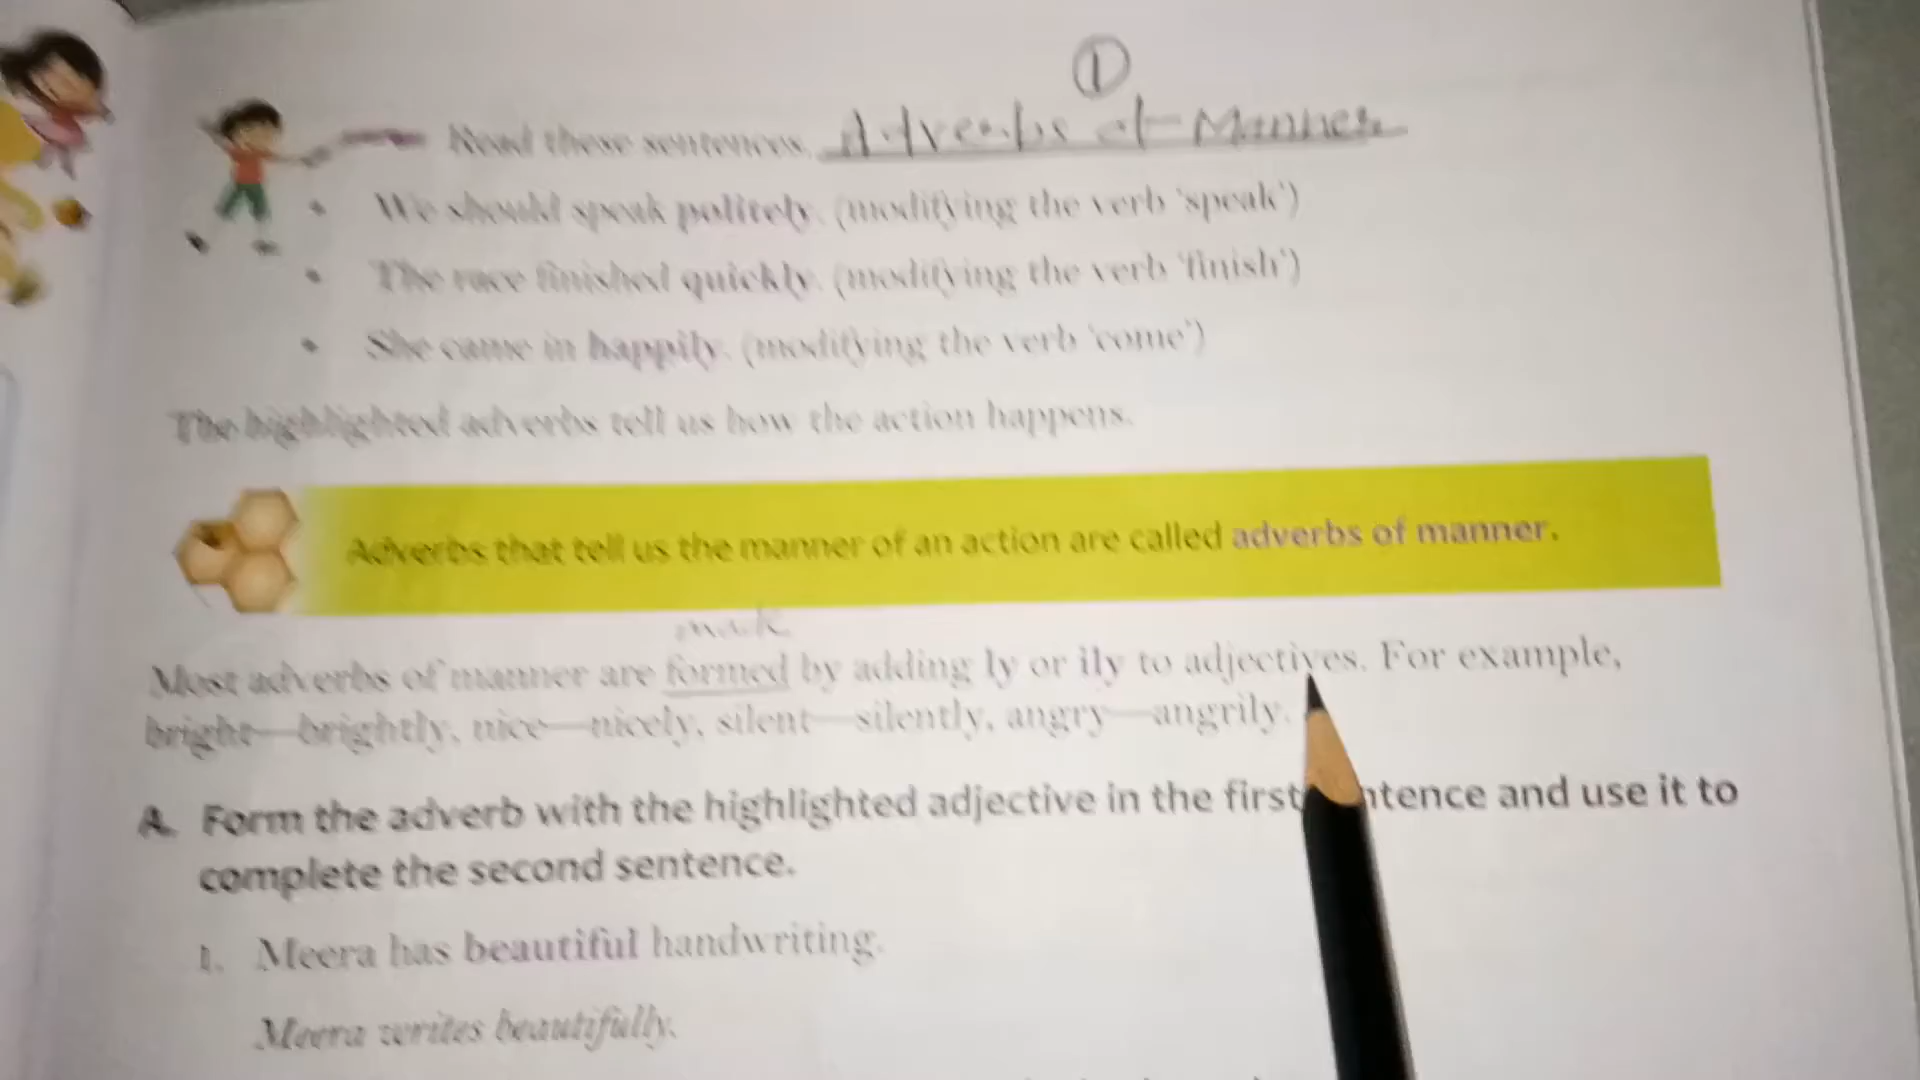 ①
Read these sentences. Adverbs of Manner
• We should speak politely. (modifying the verb 'speak')
• The race finished quickly. (modifying the verb 'finish')
• She came in happily. (modifying the verb 'come')
The highlighted adverbs tell us how the action happens.
Adverbs that tell us the manner of an action are called adverbs of manner.
Most adverbs of manner are formed by adding ly or ily to adjectives. For example,
bright—brightly, nice—nicely, silent—silently, angry—angrily.
A. Form the adverb with the highlighted adjective in the first ntence and use it to
complete the second sentence.
1. Meera has beautiful handwriting.
Meera writes beautifully.